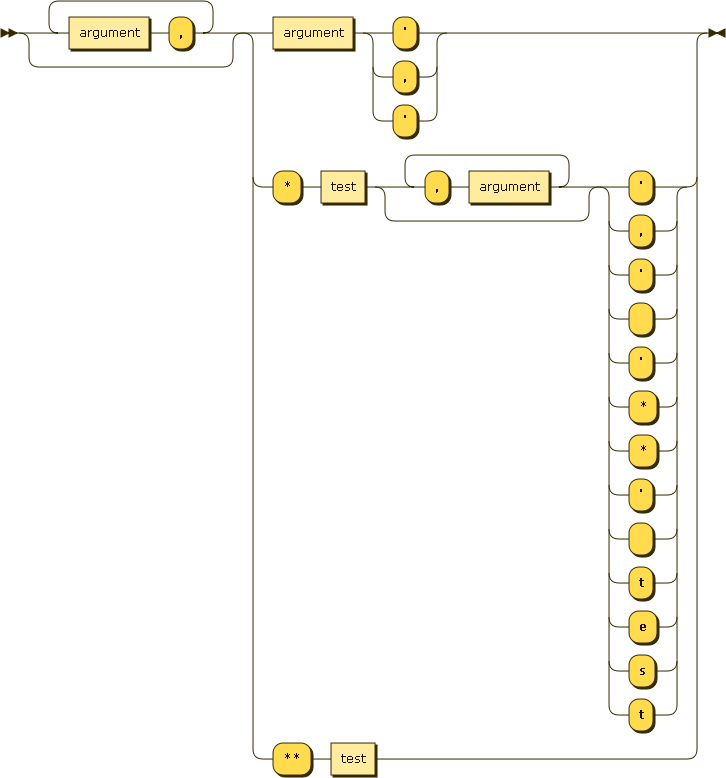 argument , argument '
,
'
* test , argument '
,
'
'
*
*
'
t
e
s
t
** test